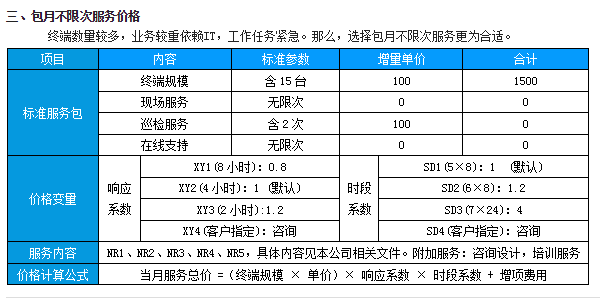 三、包月不限次服务价格
终端数量较多，业务较重依赖IT，工作任务紧急。那么，选择包月不限次服务更为合适。
项目 内容 标准参数 增量单价 合计
标准服务包 终端规模 含15台 100 1500
现场服务 无限次 0 0
巡检服务 含2次 100 0
在线支持 无限次 0 0
价格变量 响应系数 XY1(8小时)：0.8 时段系数 SD1(5×8)：1 （默认）
XY2(4小时)：1（默认） SD2(6×8)：1.2
XY3(2小时):1.2 SD3(7×24)：4
XY4(客户指定)：咨询 SD4(客户指定)：咨询
服务内容 NR1、NR2、NR3、NR4、NR5，具体内容见本公司相关文件。附加服务：咨询设计，培训服务
价格计算公式 当月服务总价 =（终端规模 × 单价）× 响应系数 × 时段系数 + 增项费用